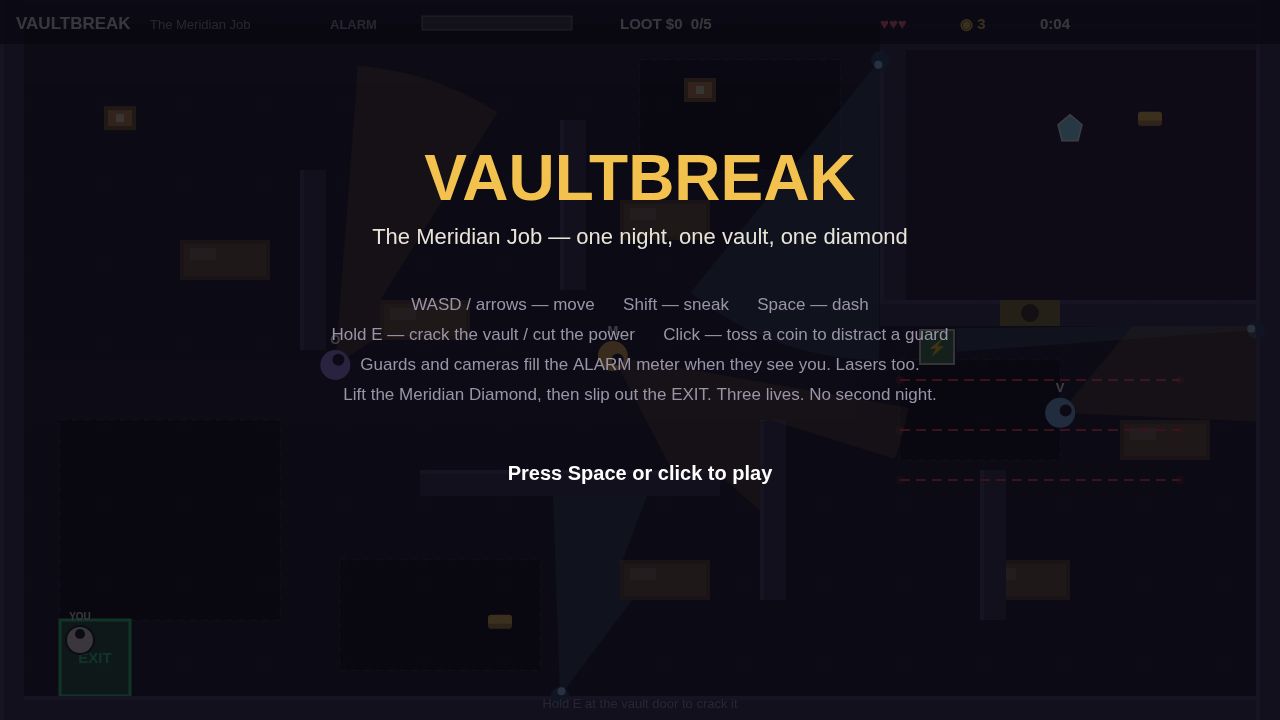 VAULTBREAK The Meridian Job ALARM LOOT $0 0/5 ♥♥♥ ◉ 3 0:04
VAULTBREAK
The Meridian Job — one night, one vault, one diamond
WASD / arrows — move Shift — sneak Space — dash
Hold E — crack the vault / cut the power Click — toss a coin to distract a guard
Guards and cameras fill the ALARM meter when they see you. Lasers too.
Lift the Meridian Diamond, then slip out the EXIT. Three lives. No second night.
V
Press Space or click to play
YOU
EXIT
Hold E at the vault door to crack it